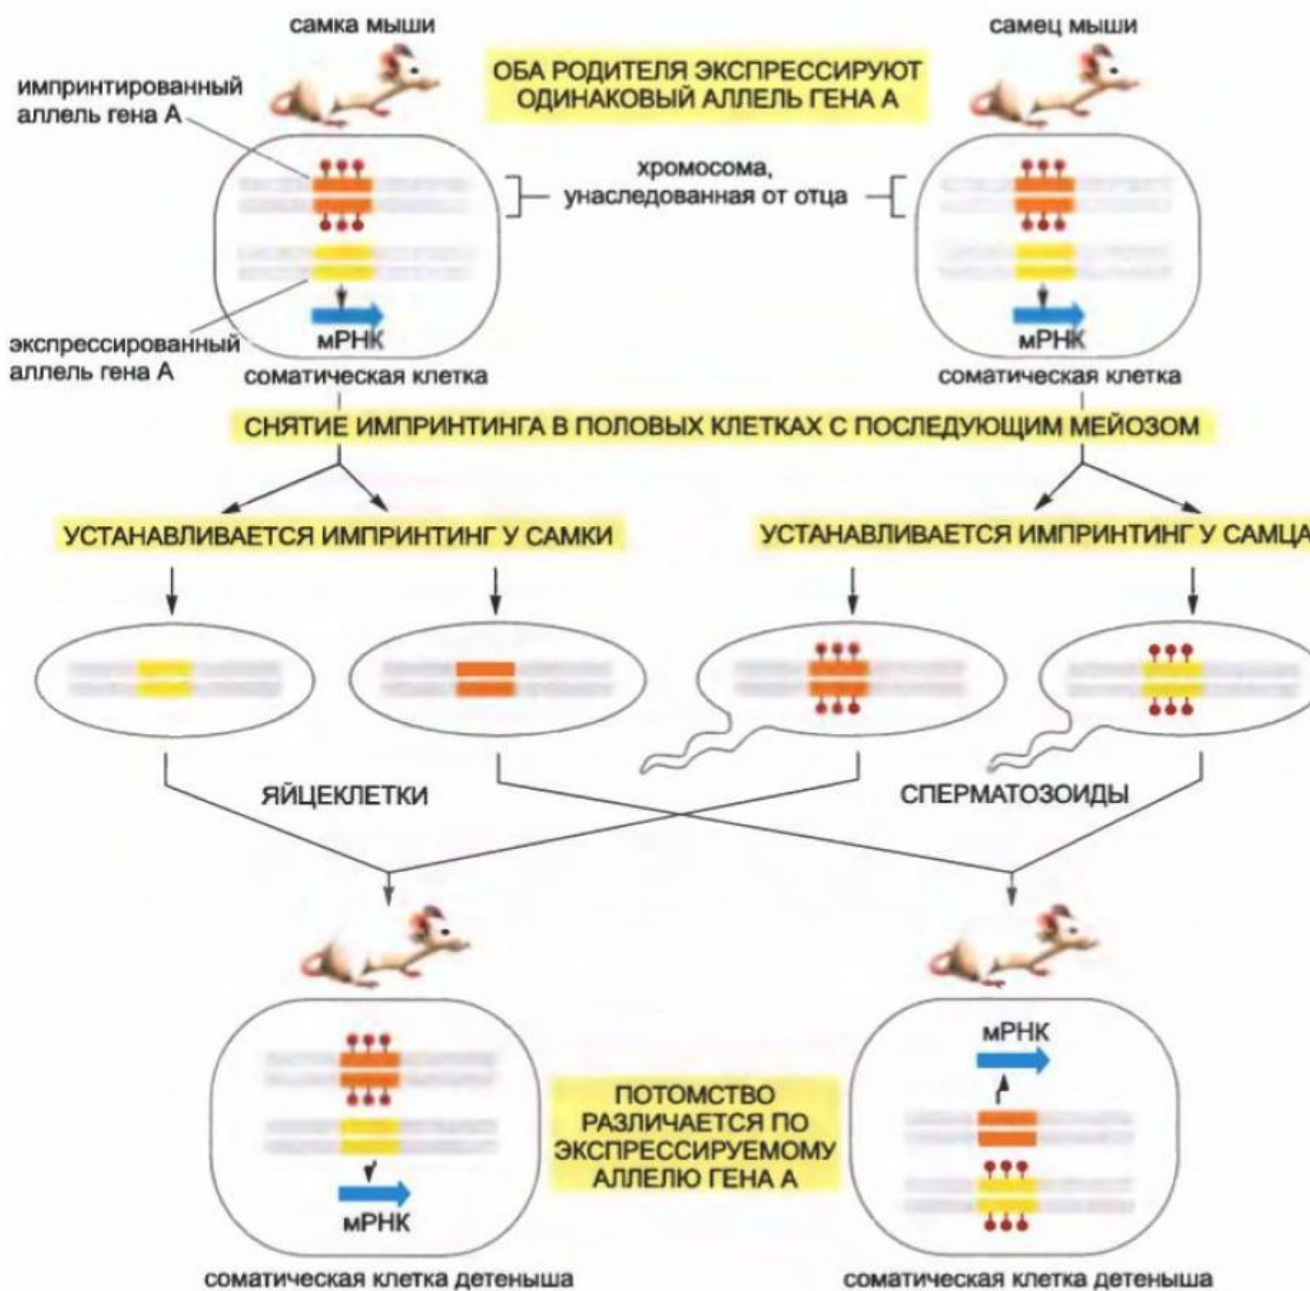 самка мыши
самец мыши
ОБА РОДИТЕЛЯ ЭКСПРЕССИРУЮТ
ОДИНАКОВЫЙ АЛЛЕЛЬ ГЕНА А
импринтированный
аллель гена А
хромосома,
унаследованная от отца
экспрессированный
аллель гена А
мРНК
мРНК
соматическая клетка
соматическая клетка
СНЯТИЕ ИМПРИНТИНГА В ПОЛОВЫХ КЛЕТКАХ С ПОСЛЕДУЮЩИМ МЕЙОЗОМ
УСТАНАВЛИВАЕТСЯ ИМПРИНТИНГ У САМКИ
УСТАНАВЛИВАЕТСЯ ИМПРИНТИНГ У САМЦА
ЯЙЦЕКЛЕТКИ
СПЕРМАТОЗОИДЫ
мРНК
ПОТОМСТВО
РАЗЛИЧАЕТСЯ ПО
ЭКСПРЕССИРУЕМОМУ
АЛЛЕЛЮ ГЕНА А
мРНК
соматическая клетка детеныша
соматическая клетка детеныша